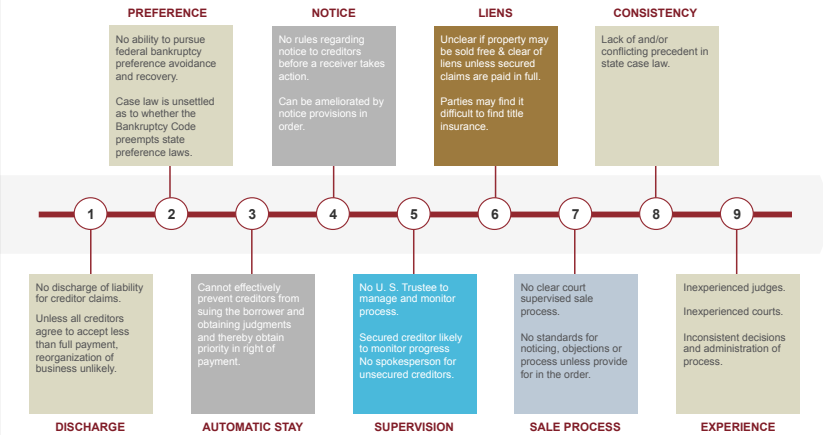 PREFERENCE
No ability to pursue
federal bankruptcy
preference avoidance
and recovery.
Case law is unsettled
as to whether the
Bankruptcy Code
preempts state
preference laws.
NOTICE
No rules regarding
notice to creditors
before a receiver takes
action.
Can be ameliorated by
notice provisions in
order.
LIENS
Unclear if property may
be sold free & clear of
liens unless secured
claims are paid in full.
Parties may find it
difficult to find title
insurance.
CONSISTENCY
Lack of and/or
conflicting precedent in
state case law.
1
2
3
4
5
6
7
8
9
No discharge of liability
for creditor claims.
Unless all creditors
agree to accept less
than full payment,
reorganization of
business unlikely.
DISCHARGE
Cannot effectively
prevent creditors from
suing the borrower and
obtaining judgments
and thereby obtain
priority in right of
payment.
AUTOMATIC STAY
No U. S. Trustee to
manage and monitor
process.
Secured creditor likely
to monitor progress
No spokesperson for
unsecured creditors.
SUPERVISION
No clear court
supervised sale
process.
No standards for
noticing, objections or
process unless provide
for in the order.
SALE PROCESS
Inexperienced judges.
Inexperienced courts.
Inconsistent decisions
and administration of
process.
EXPERIENCE